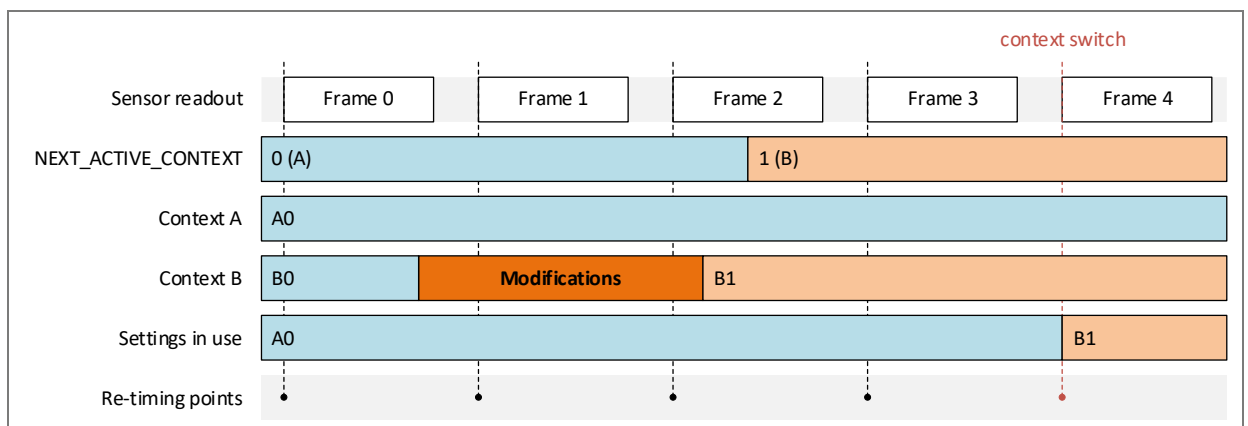 context switch
Sensor readout
Frame 0
Frame 1
Frame 2
Frame 3
Frame 4
NEXT_ACTIVE_CONTEXT
0 (A)
1 (B)
Context A
A0
Context B
B0
Modifications
B1
Settings in use
A0
B1
Re-timing points